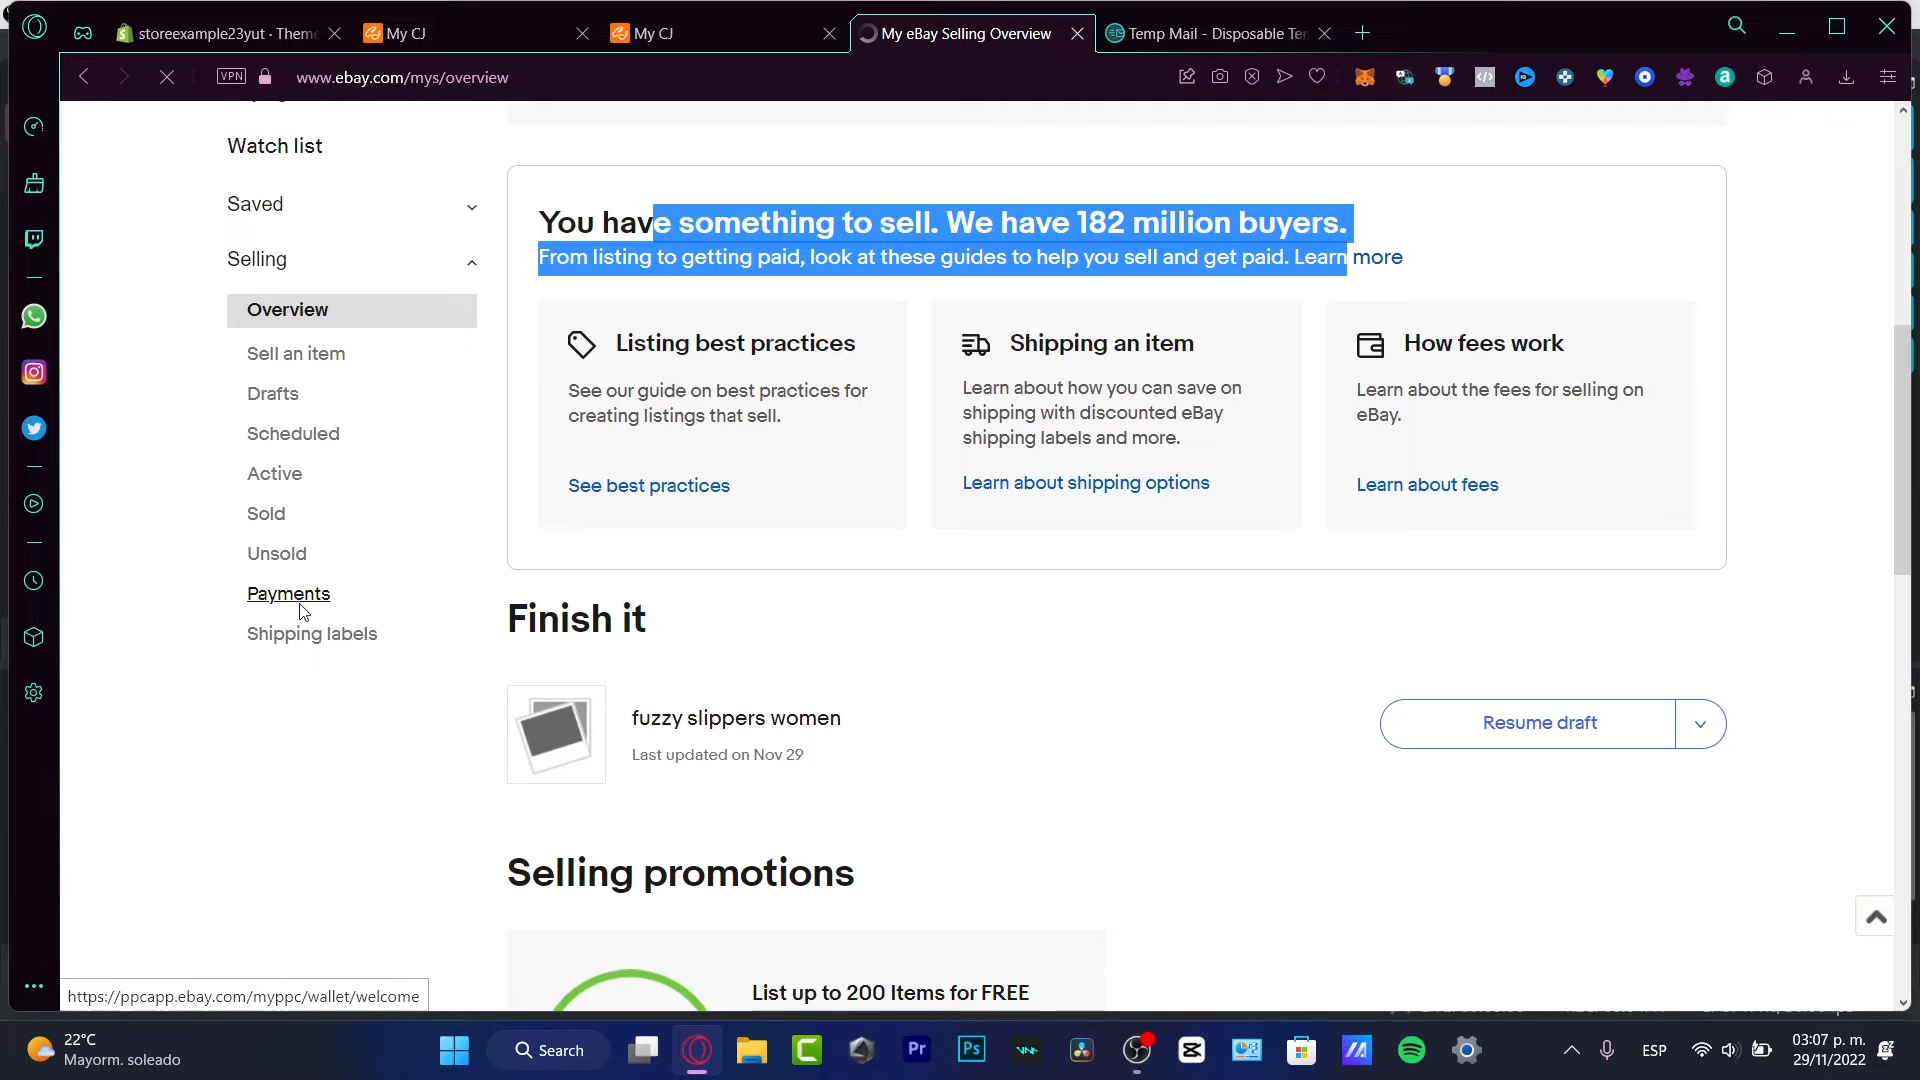 storeexample23yut · Theme
My CJ
My CJ
My eBay Selling Overview
Temp Mail - Disposable Te
VPN
www.ebay.com/mys/overview
Watch list
Saved
Selling
Overview
Sell an item
Drafts
Scheduled
Active
Sold
Unsold
Payments
Shipping labels
You have something to sell. We have 182 million buyers.
From listing to getting paid, look at these guides to help you sell and get paid. Learn more
Listing best practices
See our guide on best practices for
creating listings that sell.
See best practices
Shipping an item
Learn about how you can save on
shipping with discounted eBay
shipping labels and more.
Learn about shipping options
How fees work
Learn about the fees for selling on
eBay.
Learn about fees
Finish it
fuzzy slippers women
Last updated on Nov 29
Resume draft
Selling promotions
List up to 200 Items for FREE
https://ppcapp.ebay.com/myppc/wallet/welcome
22°C
Mayorm. soleado
Search
Pr
Ps
ESP
03:07 p. m.
29/11/2022